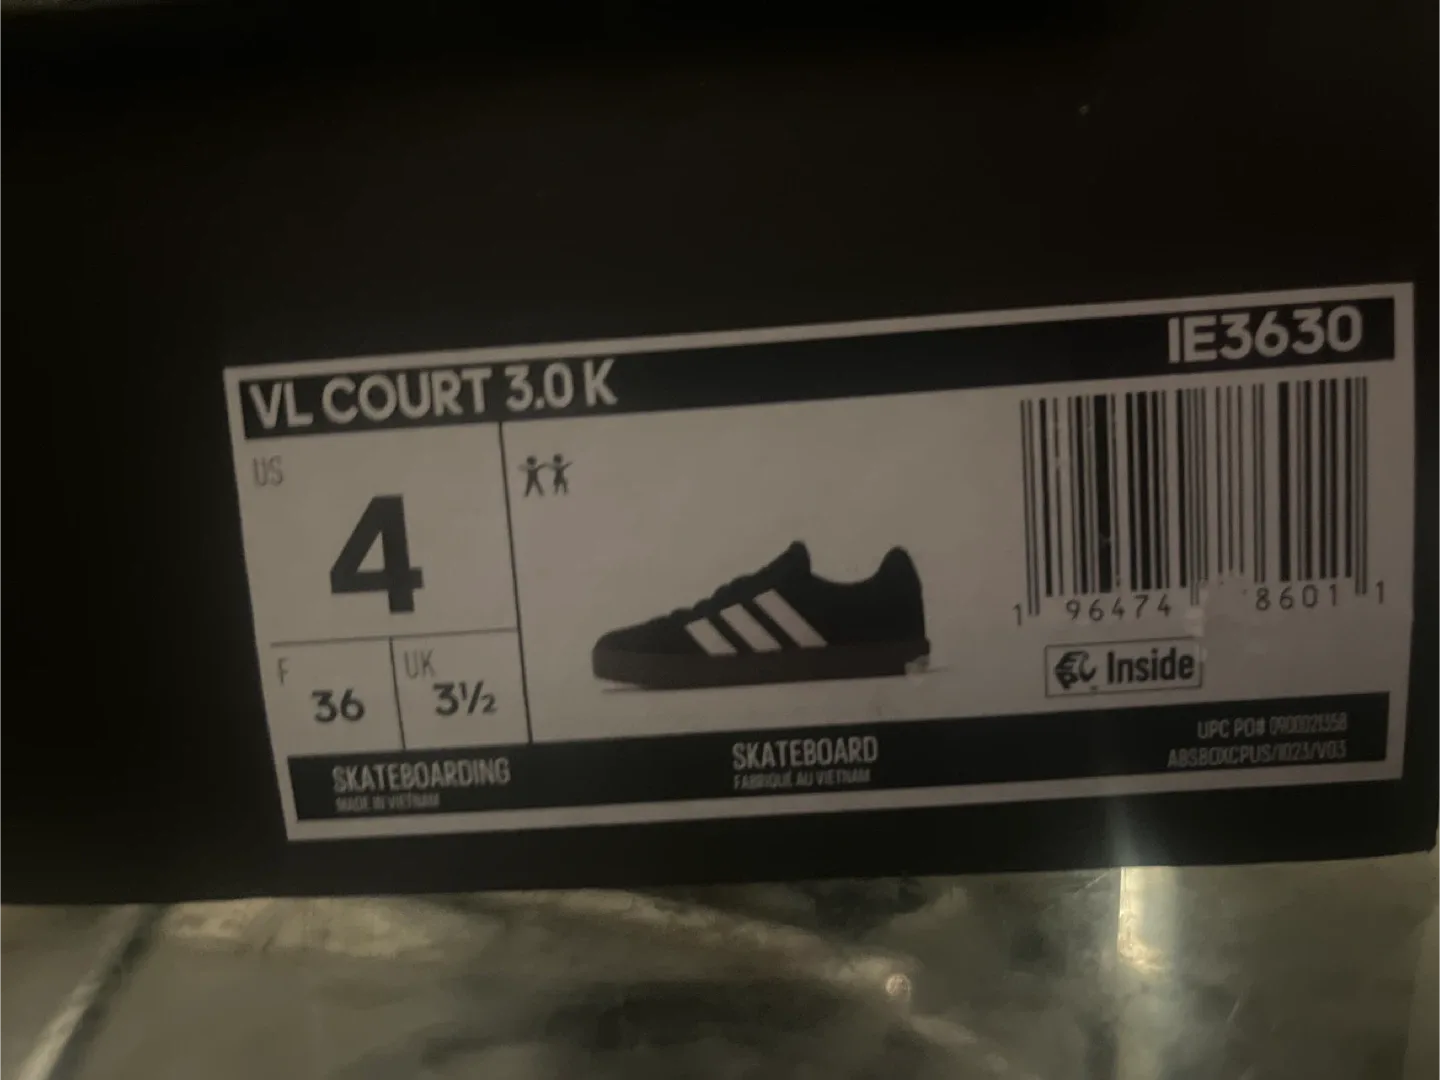 VL COURT 3.0 K
IE3630
US
4
F
36
UK
3½
1 96474 8601 1
Inside
SKATEBOARDING
MADE IN VIETNAM
SKATEBOARD
FABRIQUÉ AU VIETNAM
UPC PO# 0900021358
ABSBOXCPUS/1023/V03